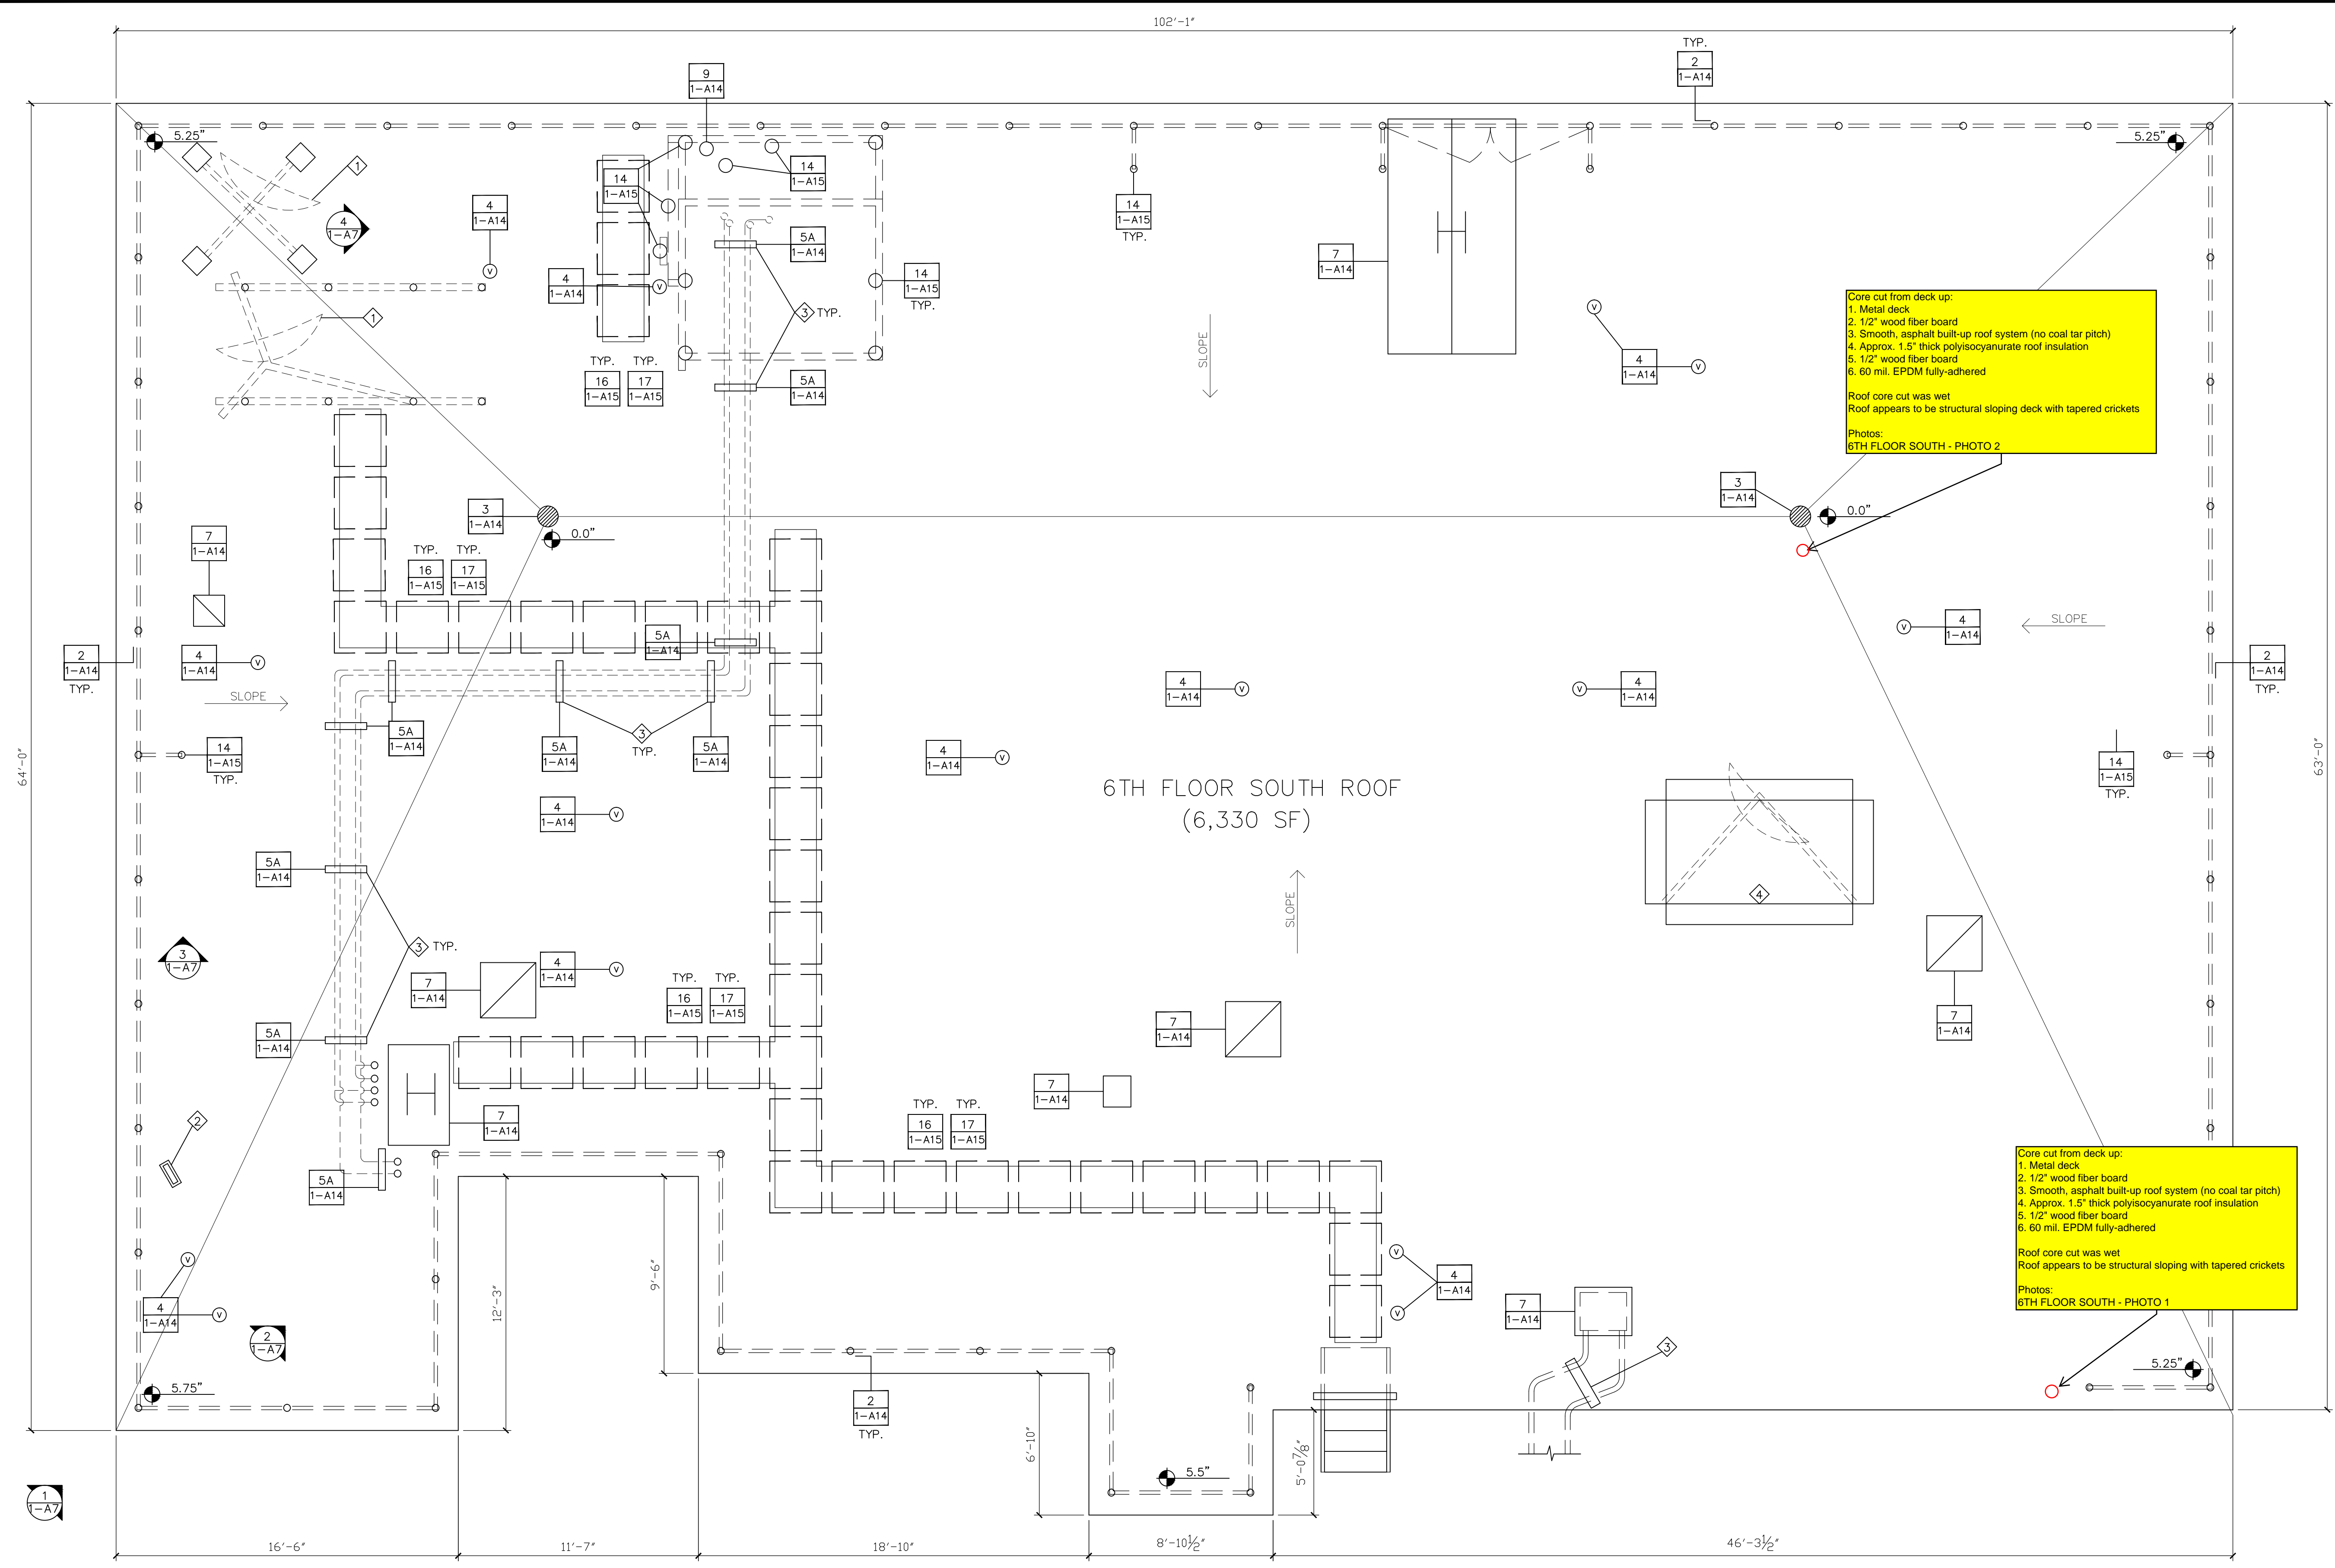 102'-1"
TYP.
2
1-A14
9
1-A14
5.25"
5.25"
1
14
1-A15
14
1-A15
4
1-A14
14
1-A15
TYP.
4
1-A7
5A
1-A14
7
1-A14
4
1-A14
14
1-A15
TYP.
3 TYP.
1
V
V
V
SLOPE
4
1-A14
V
Core cut from deck up:
1. Metal deck
2. 1/2" wood fiber board
3. Smooth, asphalt built-up roof system (no coal tar pitch)
4. Approx. 1.5" thick polyisocyanurate roof insulation
5. 1/2" wood fiber board
6. 60 mil. EPDM fully-adhered
Roof core cut was wet
Roof appears to be structural sloping deck with tapered crickets
Photos:
6TH FLOOR SOUTH - PHOTO 2
TYP. TYP.
16 17
1-A15 1-A15
5A
1-A14
3
1-A14
3
1-A14
0.0"
0.0"
7
1-A14
TYP. TYP.
16 17
1-A15 1-A15
5A
1-A14
V
4
1-A14
SLOPE
2
1-A14
TYP.
4
1-A14
V
2
1-A14
TYP.
4
1-A14
V
V
4
1-A14
SLOPE
5A
1-A14
5A
1-A14
3
TYP.
5A
1-A14
14
1-A15
TYP.
4
1-A14
V
14
1-A15
TYP.
64'-0"
63'-0"
6TH FLOOR SOUTH ROOF
(6,330 SF)
4
1-A14
V
5A
1-A14
4
SLOPE
3 TYP.
3
1-A7
4
1-A14
V
7
1-A14
TYP. TYP.
16 17
1-A15 1-A15
7
1-A14
7
1-A14
5A
1-A14
7
1-A14
7
1-A14
2
TYP. TYP.
16 17
1-A15 1-A15
5A
1-A14
Core cut from deck up:
1. Metal deck
2. 1/2" wood fiber board
3. Smooth, asphalt built-up roof system (no coal tar pitch)
4. Approx. 1.5" thick polyisocyanurate roof insulation
5. 1/2" wood fiber board
6. 60 mil. EPDM fully-adhered
Roof core cut was wet
Roof appears to be structural sloping with tapered crickets
Photos:
6TH FLOOR SOUTH - PHOTO 1
V
9'-6"
12'-3"
V
V
4
1-A14
4
1-A14
V
7
1-A14
2
1-A7
3
5.75"
5.25"
2
1-A14
TYP.
6'-10"
5'-0⅞"
5.5"
1
1-A7
16'-6"
11'-7"
18'-10"
8'-10½"
46'-3½"